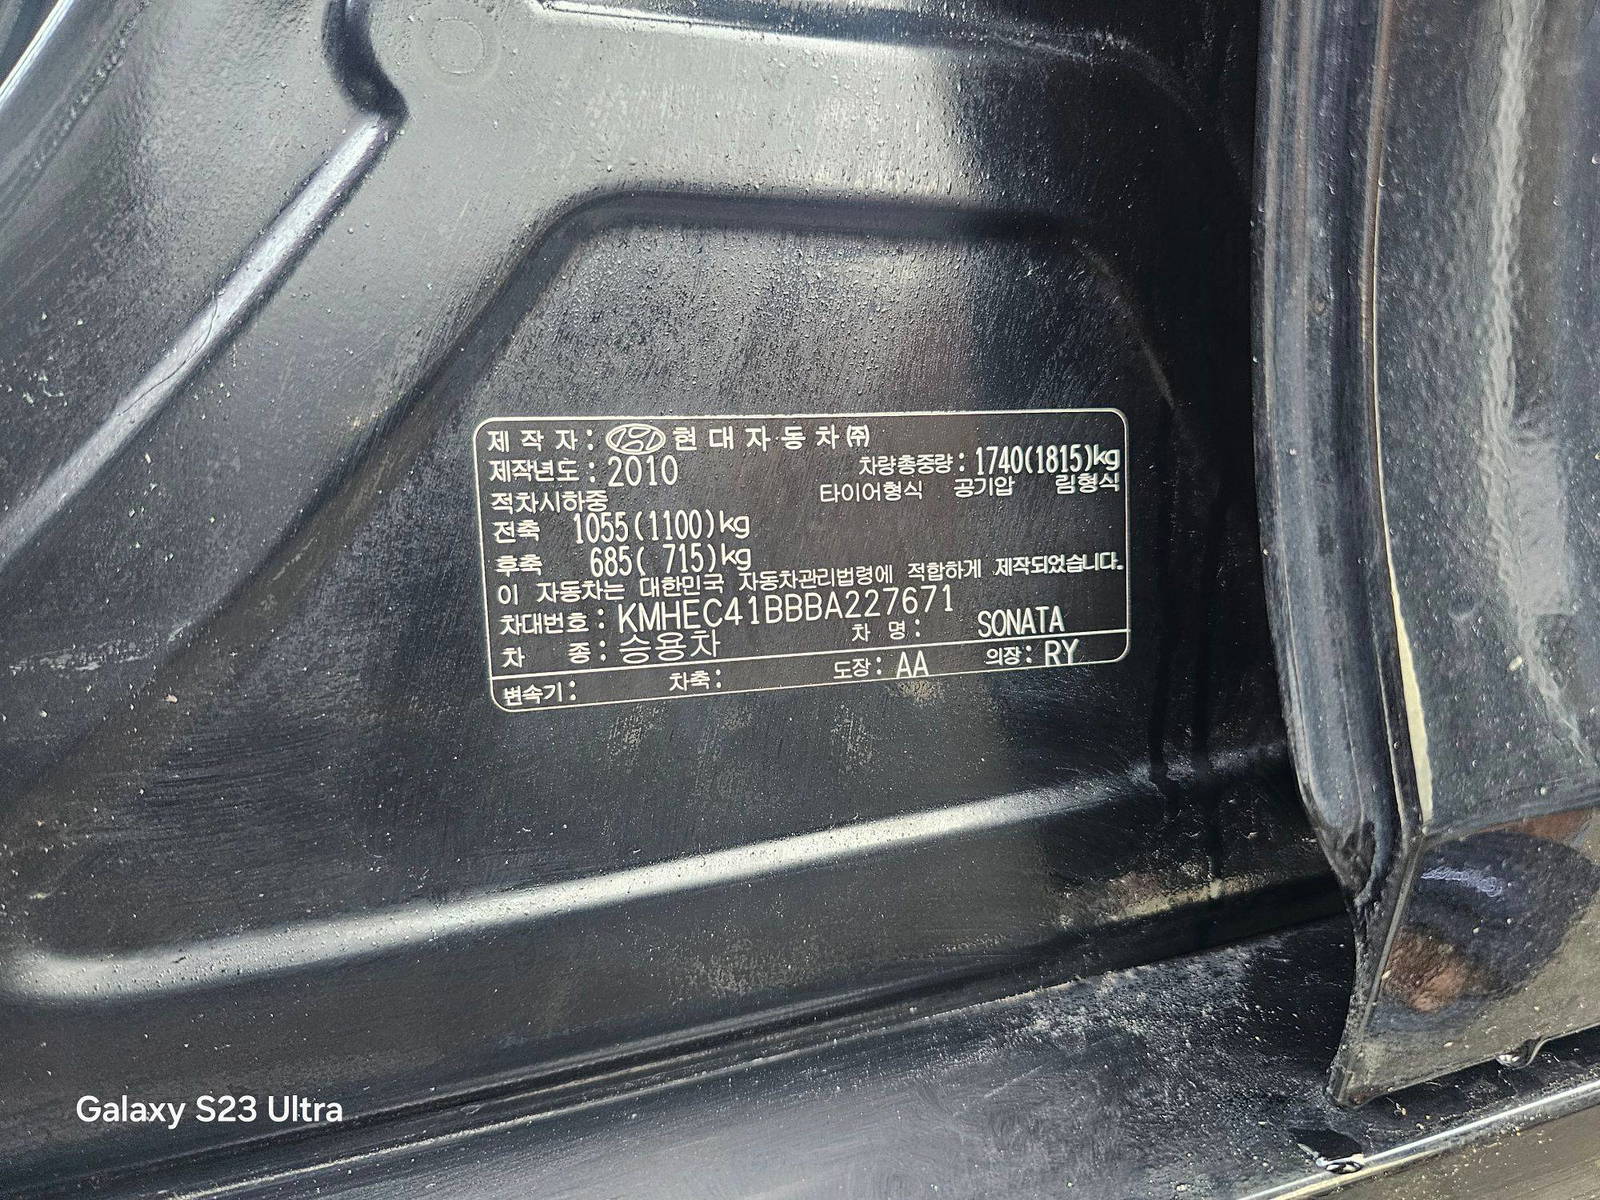 제 작 자 : 현 대 자 동 차 ㈜
제작년도 : 2010 차량총중량 : 1740(1815)kg
적차시하중 타이어형식 공기압 림형식
전축 1055(1100)kg
후축 685( 715)kg
이 자동차는 대한민국 자동차관리법령에 적합하게 제작되었습니다.
차대번호 : KMHEC41BBBA227671
차 종 : 승용차 차 명 : SONATA
변속기 : 차축 : 도장 : AA 의장 : RY
Galaxy S23 Ultra